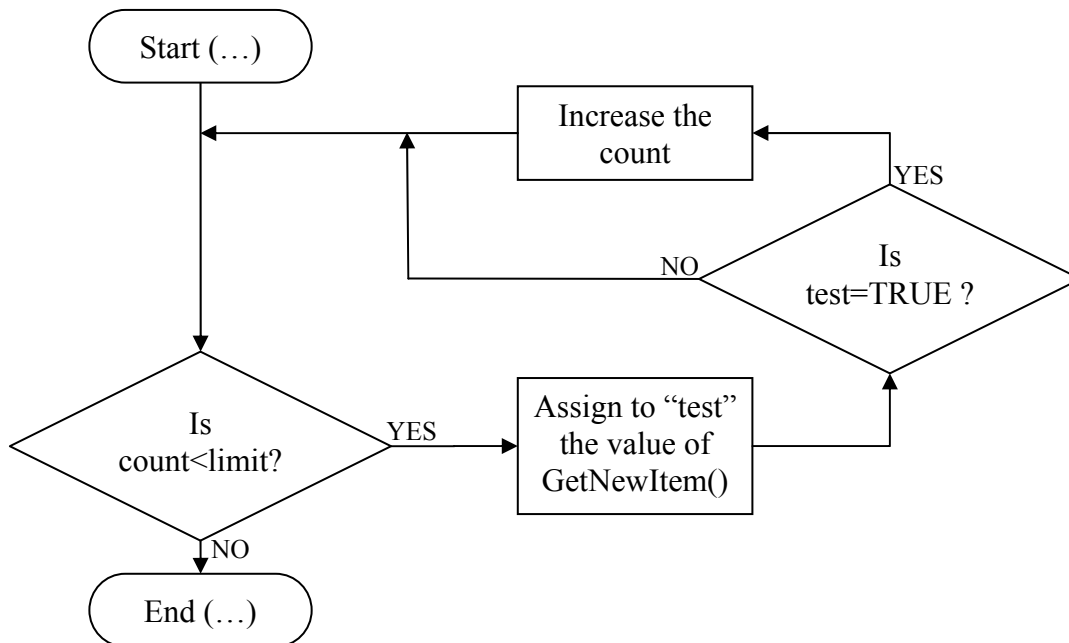 Start (…)
Increase the
count
YES
Is
test=TRUE ?
NO
Is
count<limit?
YES
Assign to “test”
the value of
GetNewItem()
NO
End (…)